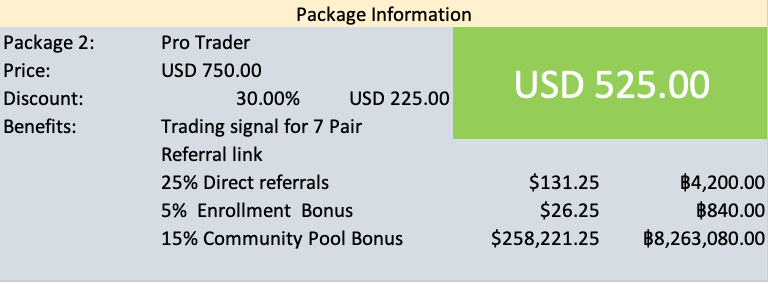 Package Information
Package 2: Pro Trader
Price: USD 750.00
USD 525.00
Discount: 30.00% USD 225.00
Benefits: Trading signal for 7 Pair
Referral link
25% Direct referrals $131.25 ฿4,200.00
5% Enrollment Bonus $26.25 ฿840.00
15% Community Pool Bonus $258,221.25 ฿8,263,080.00